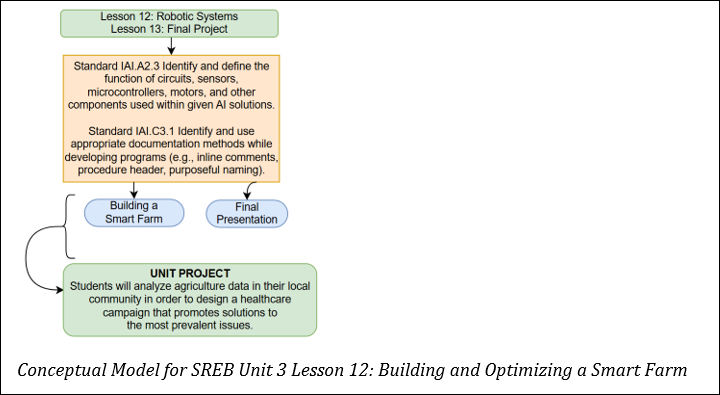 Lesson 12: Robotic Systems
Lesson 13: Final Project
Standard IAI.A2.3 Identify and define the
function of circuits, sensors,
microcontrollers, motors, and other
components used within given AI solutions.
Standard IAI.C3.1 Identify and use
appropriate documentation methods while
developing programs (e.g., inline comments,
procedure header, purposeful naming).
Building a
Smart Farm
Final
Presentation
UNIT PROJECT
Students will analyze agriculture data in their local
community in order to design a healthcare
campaign that promotes solutions to
the most prevalent issues.
Conceptual Model for SREB Unit 3 Lesson 12: Building and Optimizing a Smart Farm